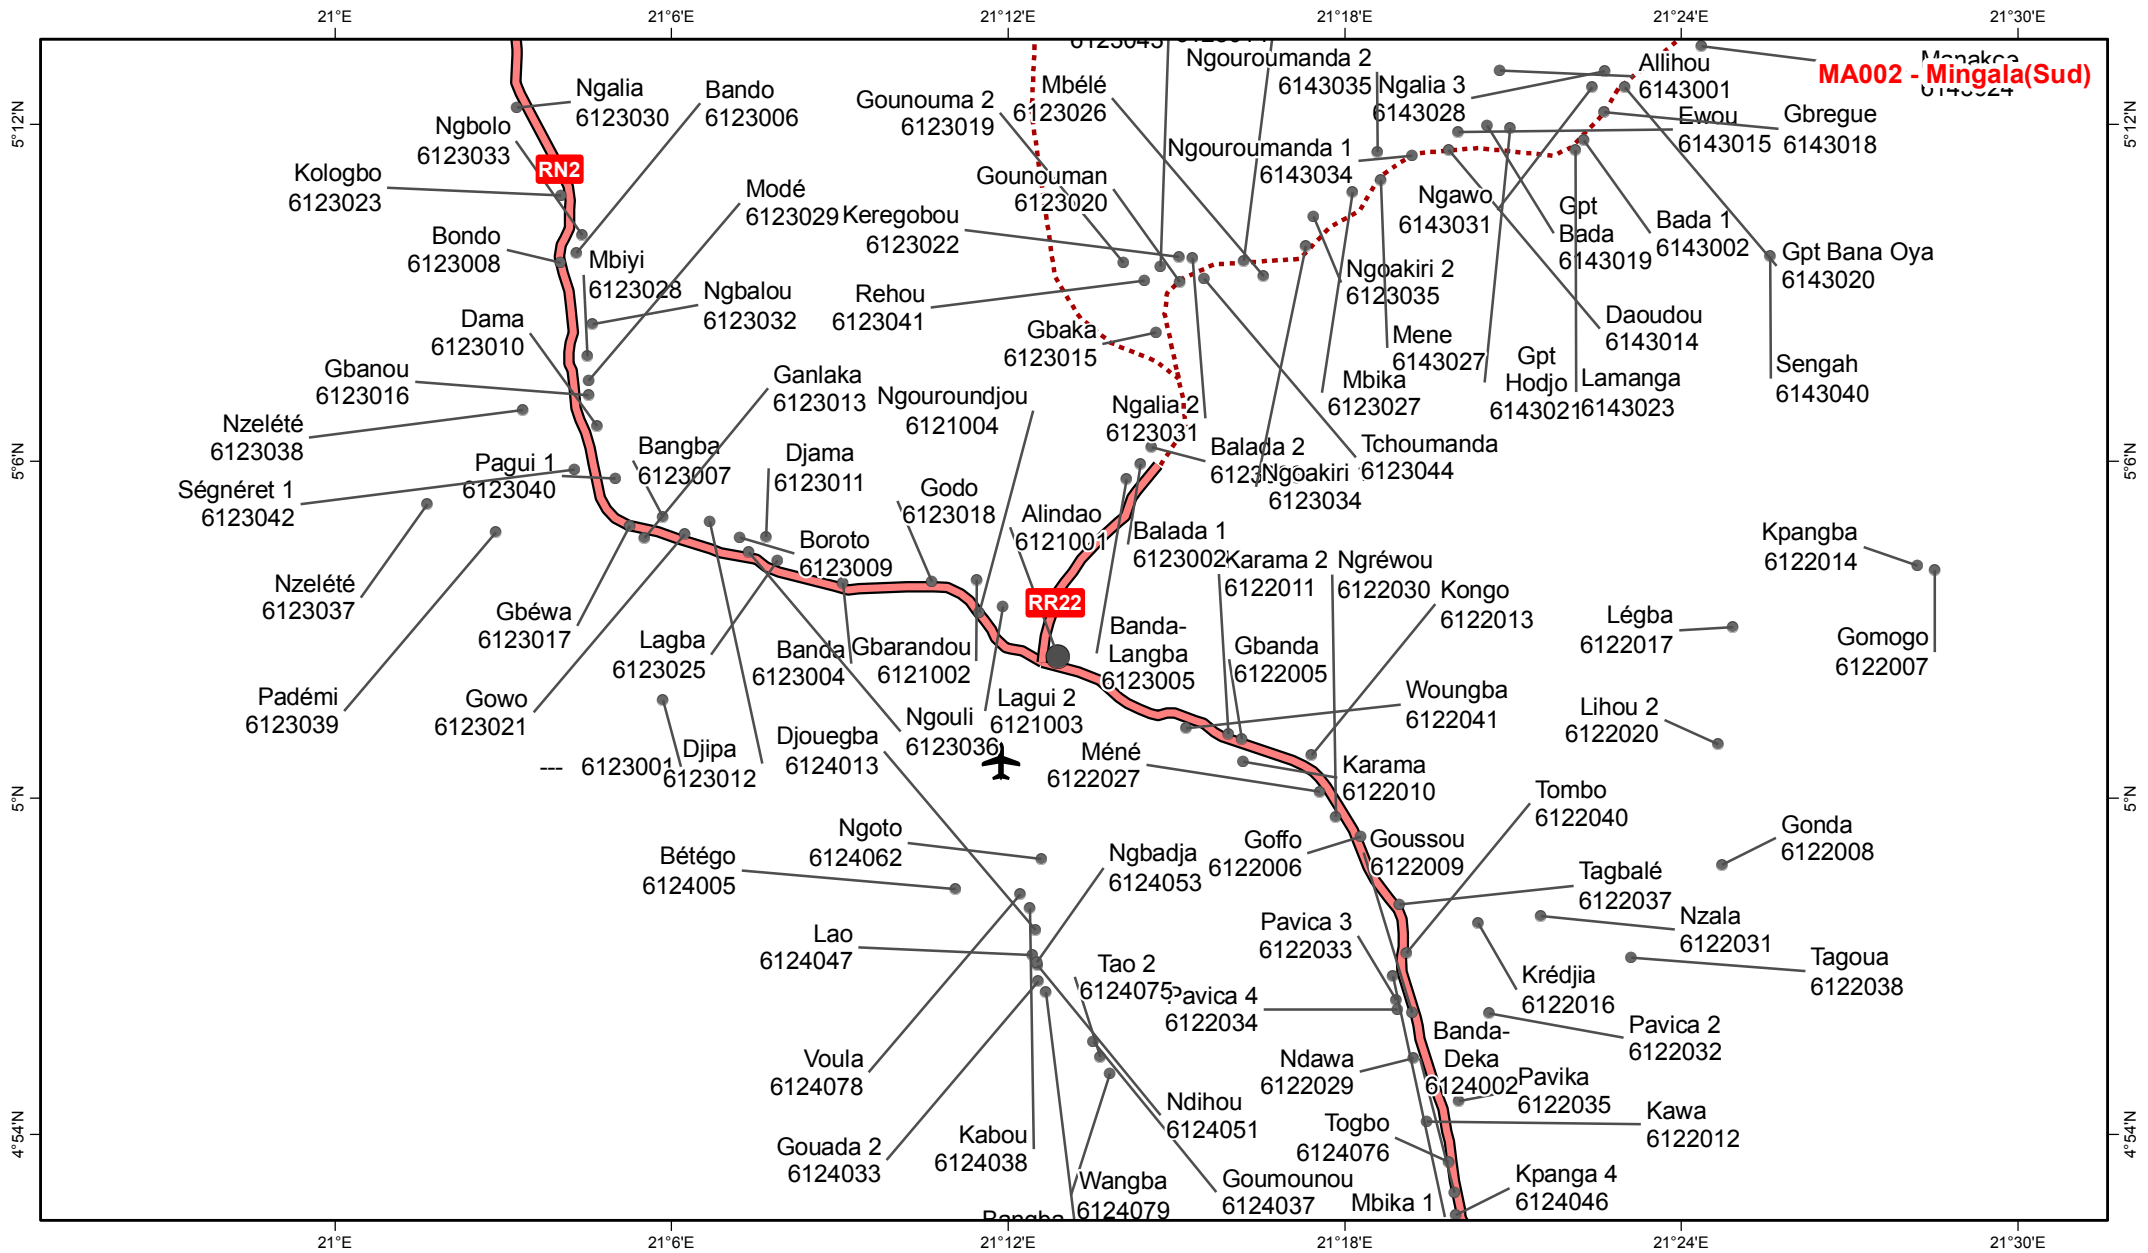 21°E
21°6'E
21°12'E
21°18'E
21°24'E
21°30'E
5°12'N
5°6'N
5°N
4°54'N
5°12'N
5°6'N
5°N
4°54'N
MA002 - Mingala(Sud)
RN2
RR22
Ngalia
6123030
Bando
6123006
Ngbolo
6123033
Kologbo
6123023
Modé
6123029
Bondo
6123008
Mbiyi
6123028
Ngbalou
6123032
Dama
6123010
Gbanou
6123016
Ganlaka
6123013
Nzelété
6123038
Pagui 1
6123040
Bangba
6123007
Djama
6123011
Ségnéret 1
6123042
Nzelété
6123037
Padémi
6123039
Gbéwa
6123017
Gowo
6123021
Lagba
6123025
Boroto
6123009
Banda
6123004
--- 6123001
Djipa
6123012
Gounouma 2
6123019
Mbélé
6123026
Ngouroumanda 2
6143035
Ngalia 3
6143028
Allihou
6143001
Ewou
6143015
Gbregue
6143018
Ngouroumanda 1
6143034
Gounouman
6123020
Keregobou
6123022
Rehou
6123041
Gbaka
6123015
Ngawo
6143031
Gpt
Bada
6143019
Bada 1
6143002
Gpt Bana Oya
6143020
Ngoakiri 2
6123035
Mene
6143027
Daoudou
6143014
Sengah
6143040
Mbika
6123027
Gpt
Hodjo
6143021
Lamanga
6143023
Ngouroundjou
6121004
Ngalia 2
6123031
Balada 2
Tchoumanda
6123044
Ngoakiri
6123034
Godo
6123018
Alindao
6121001
Balada 1
6123002
Karama 2
6122011
Ngréwou
6122030
Kongo
6122013
Kpangba
6122014
Légba
6122017
Gomogo
6122007
Gbarandou
6121002
Banda-
Langba
6123005
Gbanda
6122005
Lagui 2
6121003
Ngouli
6123036
Woungba
6122041
Lihou 2
6122020
Djouegba
6124013
Méné
6122027
Karama
6122010
Tombo
6122040
Gonda
6122008
Ngoto
6124062
Bétégo
6124005
Ngbadja
6124053
Goffo
6122006
Goussou
6122009
Tagbalé
6122037
Nzala
6122031
Pavica 3
6122033
Lao
6124047
Tao 2
6124075
Pavica 4
6122034
Krédjia
6122016
Tagoua
6122038
Pavica 2
6122032
Banda-
Deka
6124002
Ndawa
6122029
Pavika
6122035
Voula
6124078
Ndihou
6124051
Togbo
6124076
Kawa
6122012
Gouada 2
6124033
Kabou
6124038
Wangba
6124079
Goumounou
6124037
Mbika 1
Kpanga 4
6124046